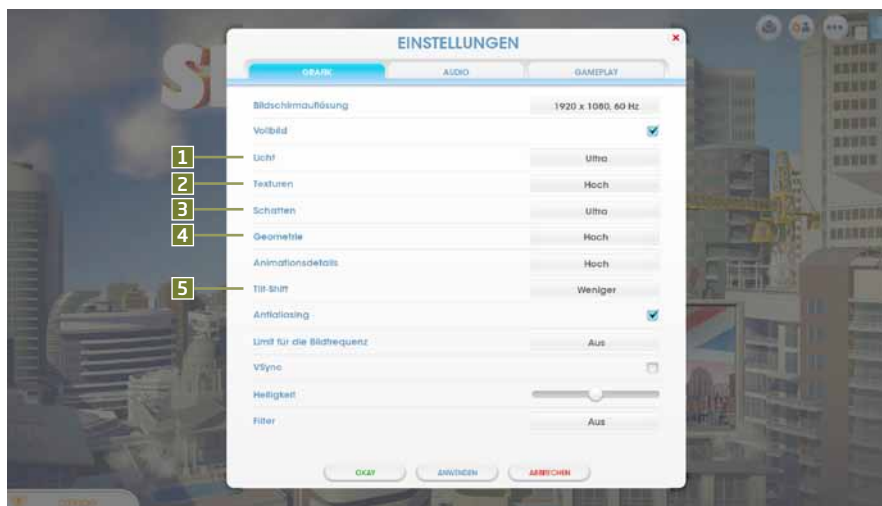 EINSTELLUNGEN
GRAFIK AUDIO GAMEPLAY
Bildschirmauflösung 1920 x 1080, 60 Hz
Vollbild
1 Licht Ultra
2 Texturen Hoch
3 Schatten Ultra
4 Geometrie Hoch
Animationsdetails Hoch
5 Tilt-Shift Weniger
Antialiasing
Limit für die Bildfrequenz Aus
VSync
Helligkeit
Filter Aus
OKAY ANWENDEN ABBRECHEN